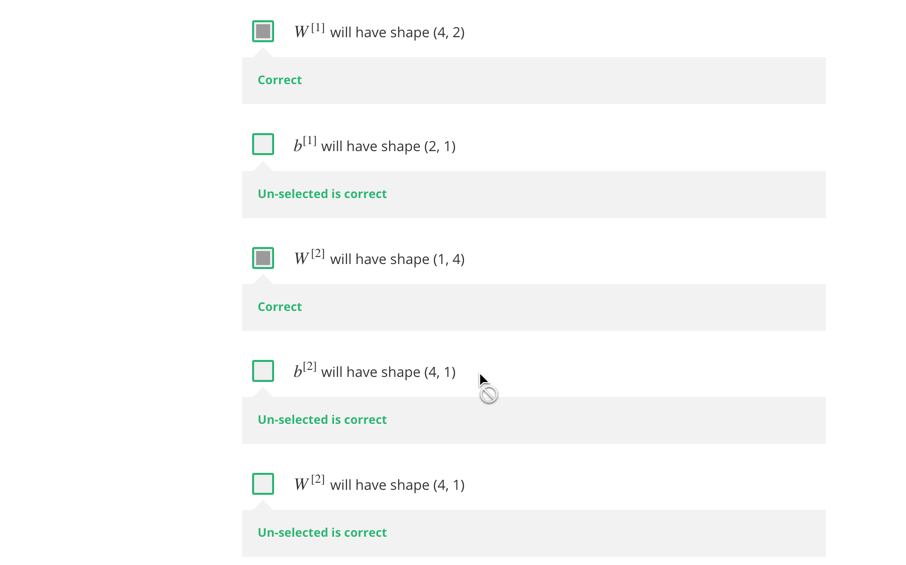 W[1] will have shape (4, 2)
Correct
b[1] will have shape (2, 1)
Un-selected is correct
W[2] will have shape (1, 4)
Correct
b[2] will have shape (4, 1)
Un-selected is correct
W[2] will have shape (4, 1)
Un-selected is correct